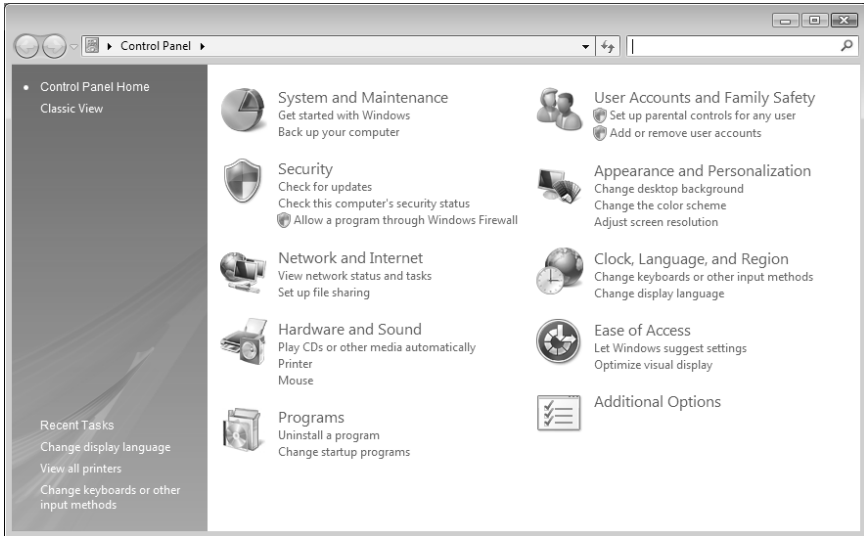 Control Panel
Control Panel Home
Classic View
System and Maintenance
Get started with Windows
Back up your computer
Security
Check for updates
Check this computer's security status
Allow a program through Windows Firewall
Network and Internet
View network status and tasks
Set up file sharing
Hardware and Sound
Play CDs or other media automatically
Printer
Mouse
Programs
Uninstall a program
Change startup programs
User Accounts and Family Safety
Set up parental controls for any user
Add or remove user accounts
Appearance and Personalization
Change desktop background
Change the color scheme
Adjust screen resolution
Clock, Language, and Region
Change keyboards or other input methods
Change display language
Ease of Access
Let Windows suggest settings
Optimize visual display
Additional Options
Recent Tasks
Change display language
View all printers
Change keyboards or other
input methods